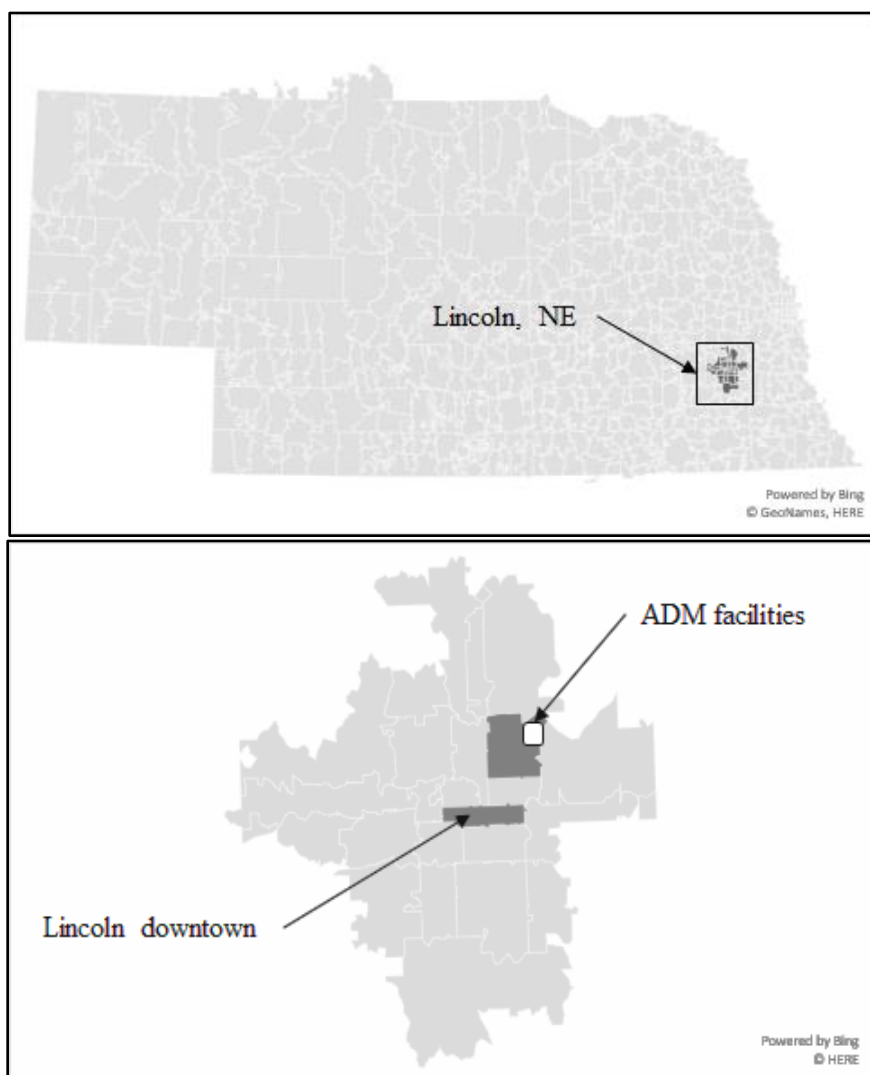 Lincoln, NE
Powered by Bing
© GeoNames, HERE
ADM facilities
Lincoln downtown
Powered by Bing
© HERE